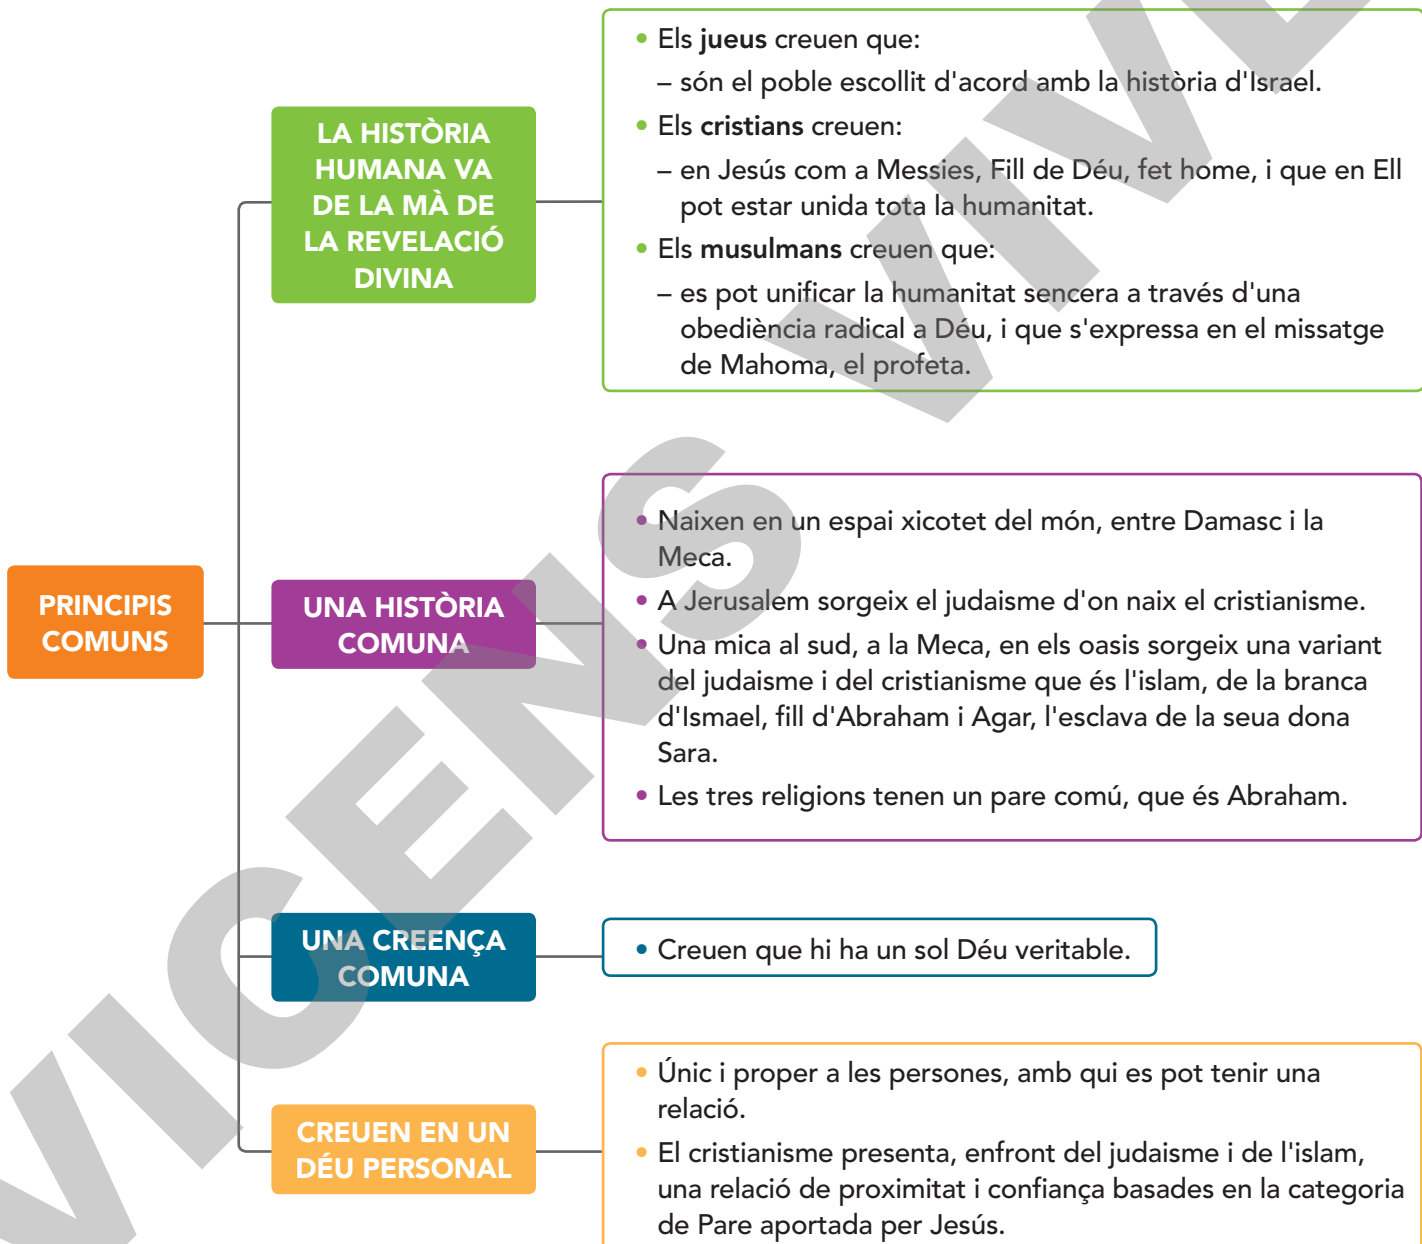 PRINCIPIS
COMUNS
LA HISTÒRIA
HUMANA VA
DE LA MÀ DE
LA REVELACIÓ
DIVINA
• Els jueus creuen que:
– són el poble escollit d'acord amb la història d'Israel.
• Els cristians creuen:
– en Jesús com a Messies, Fill de Déu, fet home, i que en Ell
pot estar unida tota la humanitat.
• Els musulmans creuen que:
– es pot unificar la humanitat sencera a través d'una
obediència radical a Déu, i que s'expressa en el missatge
de Mahoma, el profeta.
UNA HISTÒRIA
COMUNA
• Naixen en un espai xicotet del món, entre Damasc i la
Meca.
• A Jerusalem sorgeix el judaisme d'on naix el cristianisme.
• Una mica al sud, a la Meca, en els oasis sorgeix una variant
del judaisme i del cristianisme que és l'islam, de la branca
d'Ismael, fill d'Abraham i Agar, l'esclava de la seua dona
Sara.
• Les tres religions tenen un pare comú, que és Abraham.
UNA CREENÇA
COMUNA
• Creuen que hi ha un sol Déu veritable.
CREUEN EN UN
DÉU PERSONAL
• Únic i proper a les persones, amb qui es pot tenir una
relació.
• El cristianisme presenta, enfront del judaisme i de l'islam,
una relació de proximitat i confiança basades en la categoria
de Pare aportada per Jesús.
VICENS VIVE